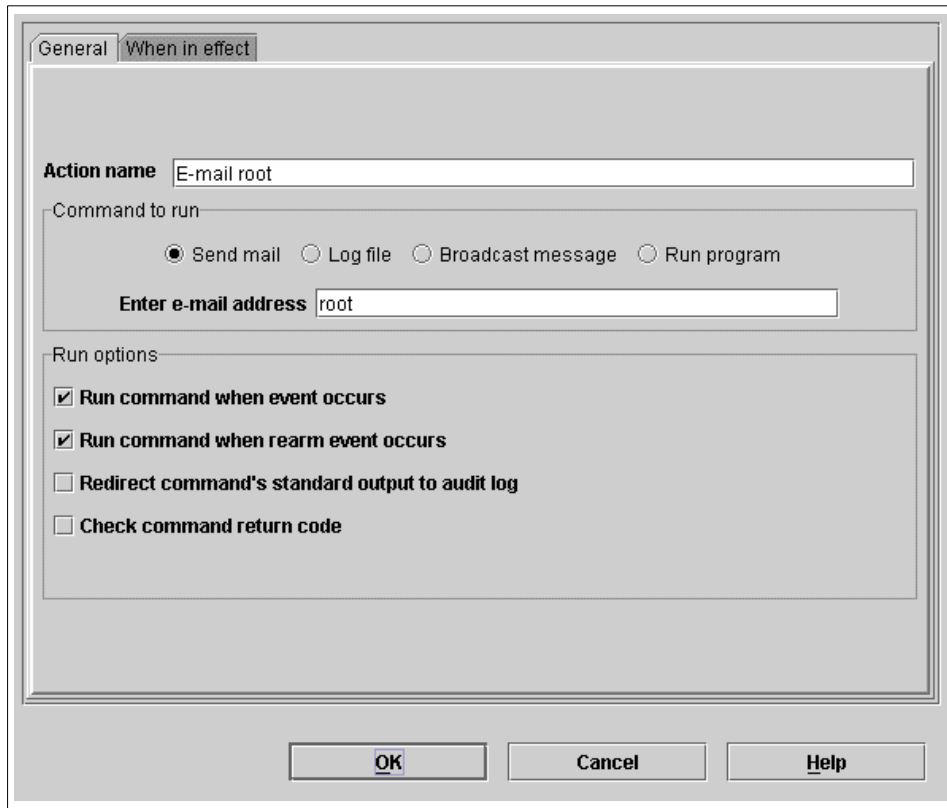 General When in effect
Action name E-mail root
Command to run
Send mail Log file Broadcast message Run program
Enter e-mail address root
Run options
Run command when event occurs
Run command when rearm event occurs
Redirect command's standard output to audit log
Check command return code
OK Cancel Help